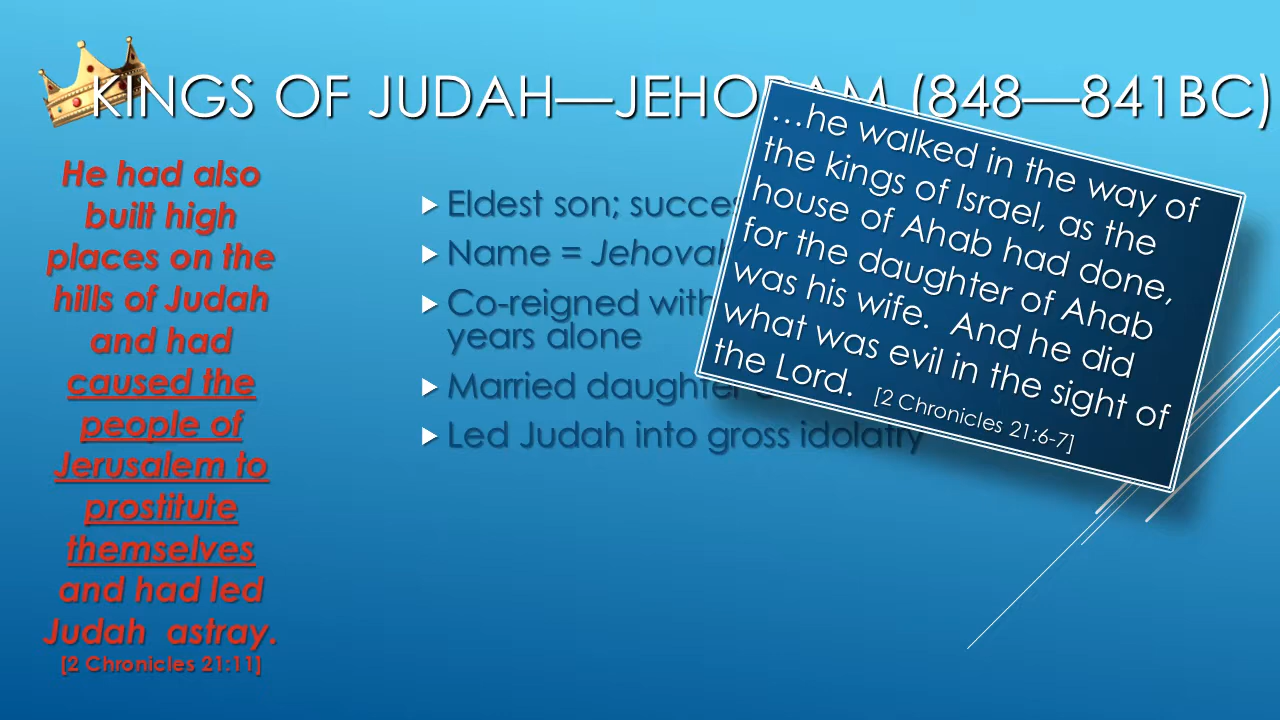 KINGS OF JUDAH—JEHORAM (848—841BC)
He had also
built high
places on the
hills of Judah
and had
caused the
people of
Jerusalem to
prostitute
themselves
and had led
Judah astray.
[2 Chronicles 21:11]
Eldest son;
Name =
Co-reigned with
years alone
Married daughter
Led Judah into gross idolatry
…he walked in the way of
the kings of Israel, as the
house of Ahab had done,
for the daughter of Ahab
was his wife. And he did
what was evil in the sight of
the Lord. [2 Chronicles 21:6-7]